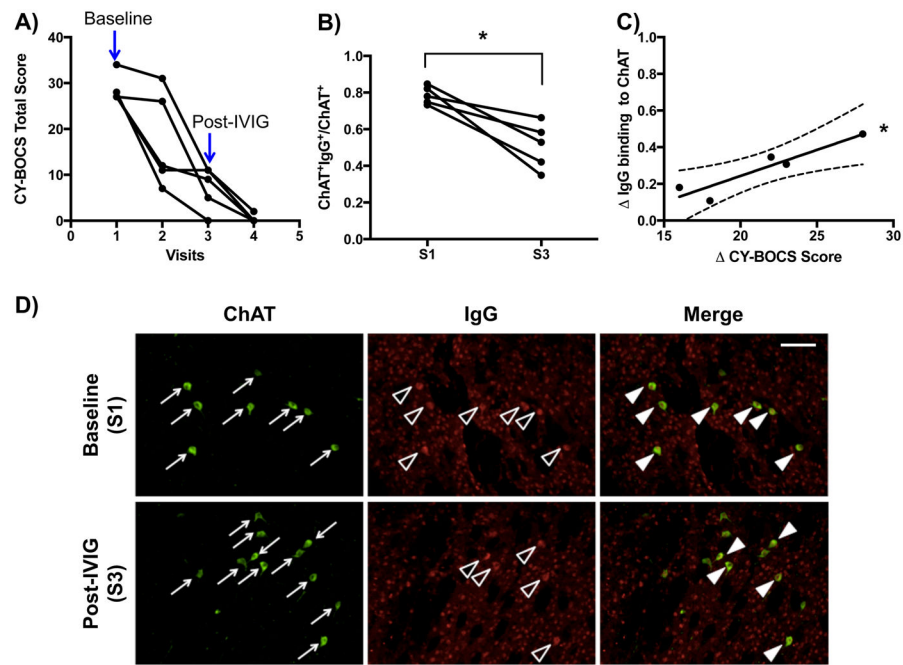 A)
Baseline
Post-IVIG
CY-BOCS Total Score
40
30
20
10
0
0
1
2
3
4
5
Visits
B)
*
ChAT⁺IgG⁺/ChAT⁺
1.0
0.8
0.6
0.4
0.2
0.0
S1
S3
C)
*
Δ IgG binding to ChAT
1.0
0.8
0.6
0.4
0.2
0.0
15
20
25
30
Δ CY-BOCS Score
D)
ChAT
IgG
Merge
Baseline
(S1)
Post-IVIG
(S3)